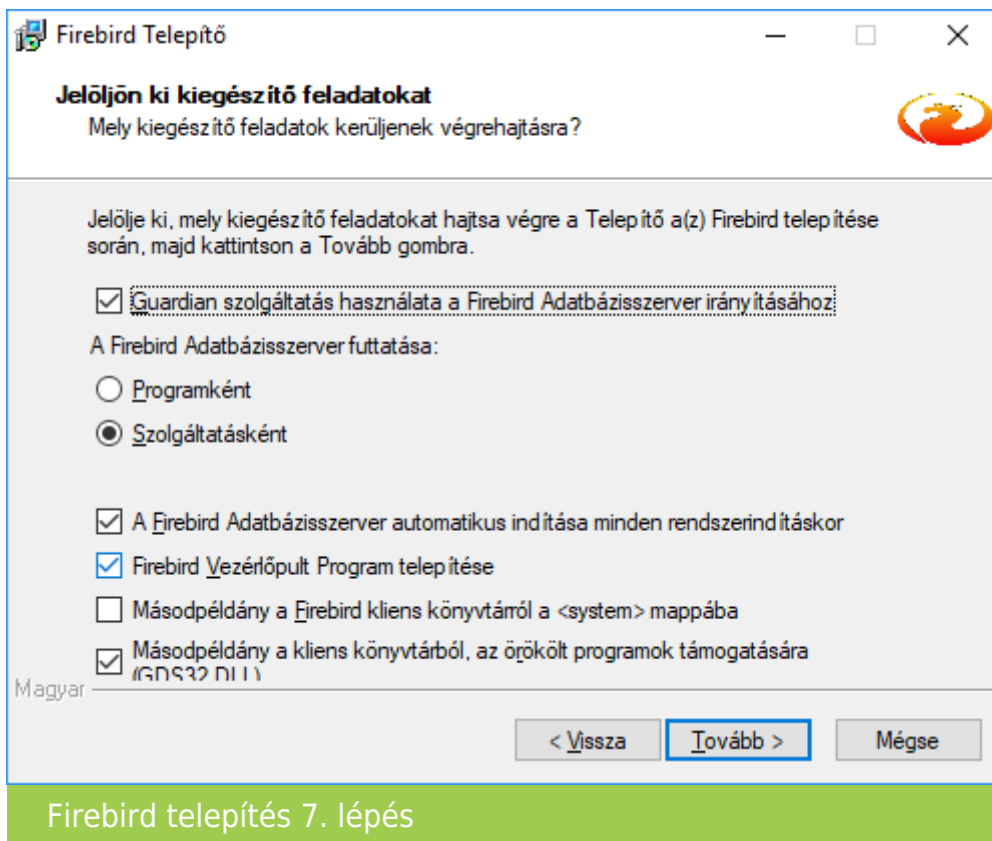 Firebird Telepítő
Jelöljön ki kiegészítő feladatokat
Mely kiegészítő feladatok kerüljenek végrehajtásra?
Jelölje ki, mely kiegészítő feladatokat hajtsa végre a Telepítő a(z) Firebird telepítése
során, majd kattintson a Tovább gombra.
Guardian szolgáltatás használata a Firebird Adatbázisszerver irányításához
A Firebird Adatbázisszerver futtatása:
Programként
Szolgáltatásként
A Firebird Adatbázisszerver automatikus indítása minden rendszerindításkor
Firebird Vezérlőpult Program telepítése
Másodpéldány a Firebird kliens könyvtárról a <system> mappába
Másodpéldány a kliens könyvtárból, az örökölt programok támogatására
(GDS32.DLL)
Magyar
< Vissza
Tovább >
Mégse
Firebird telepítés 7. lépés